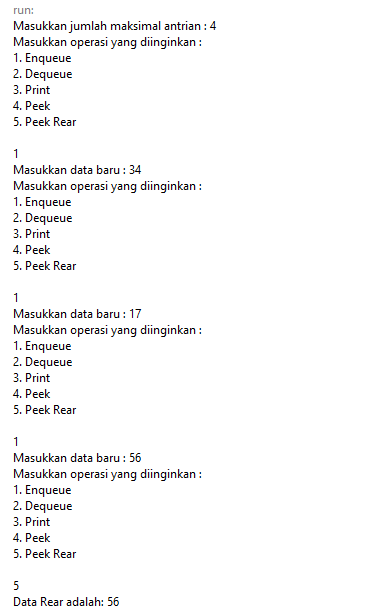 run:
Masukkan jumlah maksimal antrian : 4
Masukkan operasi yang diinginkan :
1. Enqueue
2. Dequeue
3. Print
4. Peek
5. Peek Rear
1
Masukkan data baru : 34
Masukkan operasi yang diinginkan :
1. Enqueue
2. Dequeue
3. Print
4. Peek
5. Peek Rear
1
Masukkan data baru : 17
Masukkan operasi yang diinginkan :
1. Enqueue
2. Dequeue
3. Print
4. Peek
5. Peek Rear
1
Masukkan data baru : 56
Masukkan operasi yang diinginkan :
1. Enqueue
2. Dequeue
3. Print
4. Peek
5. Peek Rear
5
Data Rear adalah: 56